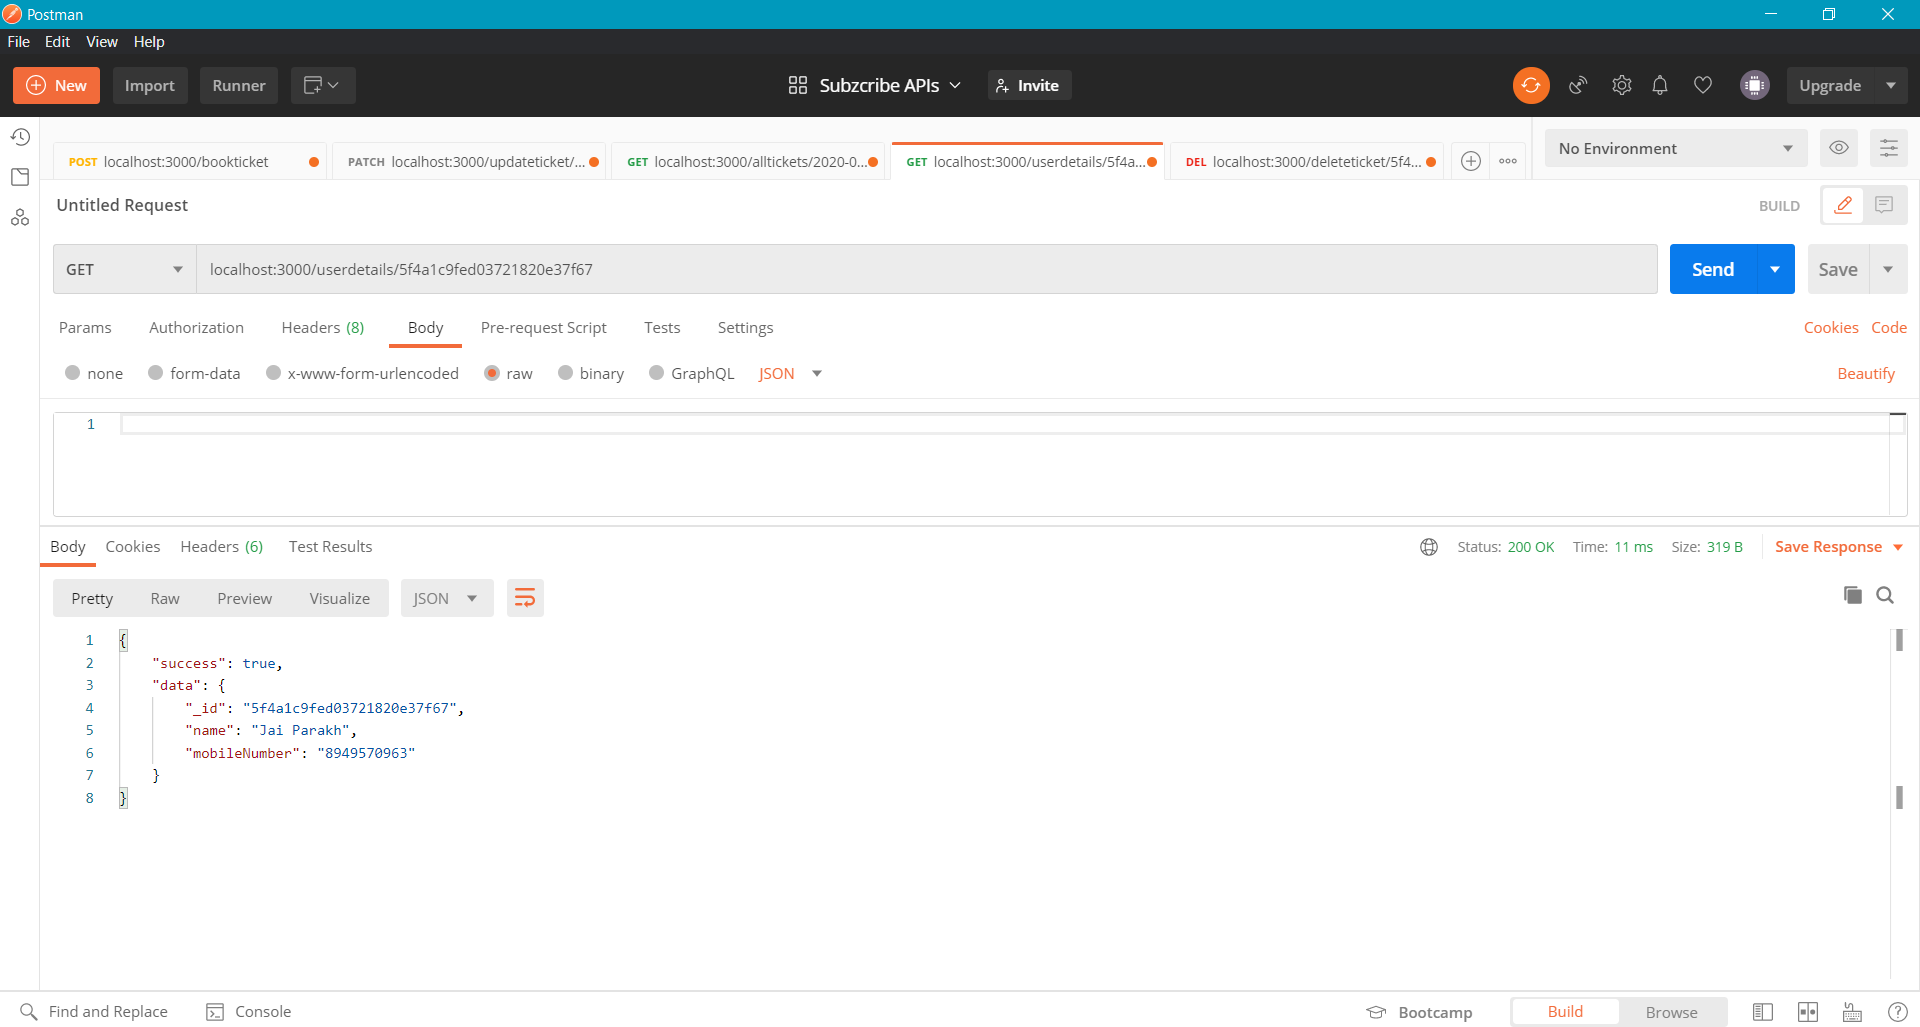 Postman
File Edit View Help
New Import Runner Subzcribe APIs Invite Upgrade
POST localhost:3000/bookticket PATCH localhost:3000/updateticket/... GET localhost:3000/alltickets/2020-0... GET localhost:3000/userdetails/5f4a... DEL localhost:3000/deleteticket/5f4... No Environment
Untitled Request BUILD
GET localhost:3000/userdetails/5f4a1c9fed03721820e37f67 Send Save
Params Authorization Headers (8) Body Pre-request Script Tests Settings Cookies Code
none form-data x-www-form-urlencoded raw binary GraphQL JSON Beautify
1
Body Cookies Headers (6) Test Results Status: 200 OK Time: 11 ms Size: 319 B Save Response
Pretty Raw Preview Visualize JSON
1 {
2 "success": true,
3 "data": {
4 "_id": "5f4a1c9fed03721820e37f67",
5 "name": "Jai Parakh",
6 "mobileNumber": "8949570963"
7 }
8 }
Find and Replace Console Bootcamp Build Browse